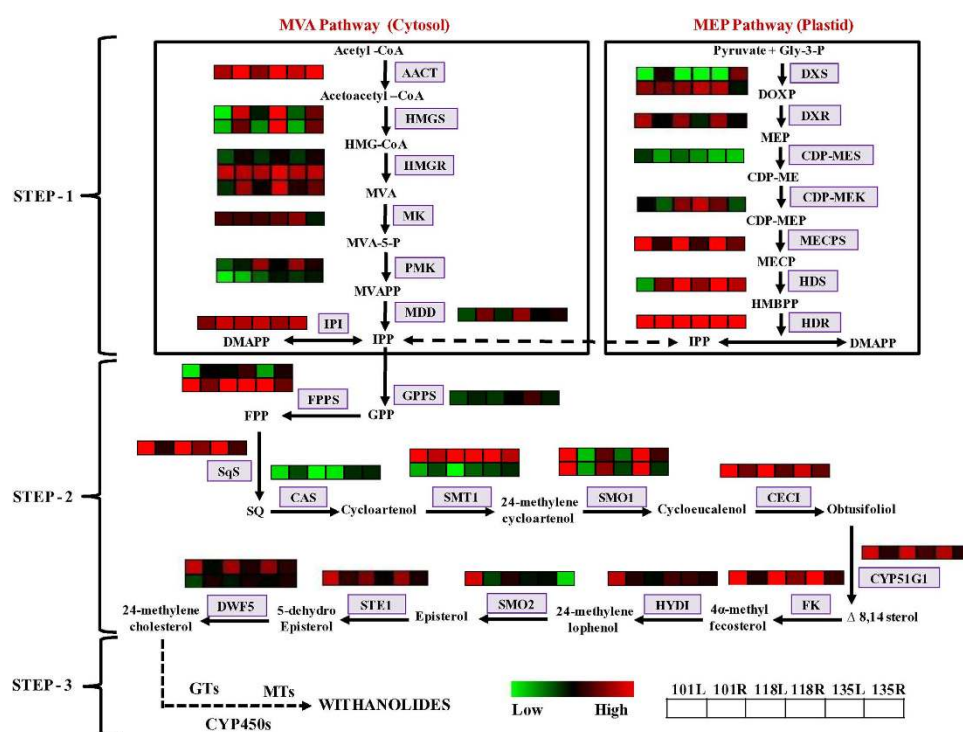 MVA Pathway (Cytosol)
MEP Pathway (Plastid)
STEP - 1
Acetyl -CoA
AACT
Acetoacetyl –CoA
HMGS
HMG-CoA
HMGR
MVA
MK
MVA-5-P
PMK
MVAPP
MDD
IPI
DMAPP
IPP
Pyruvate + Gly-3-P
DXS
DOXP
DXR
MEP
CDP-MES
CDP-ME
CDP-MEK
CDP-MEP
MECPS
MECP
HDS
HMBPP
HDR
IPP
DMAPP
STEP - 2
FPPS
GPPS
FPP
GPP
SqS
SQ
CAS
Cycloartenol
SMT1
24-methylene
cycloartenol
SMO1
Cycloeucalenol
CECI
Obtusifoliol
CYP51G1
Δ 8,14 sterol
FK
4α-methyl
fecosterol
HYDI
24-methylene
lophenol
SMO2
Episterol
STE1
5-dehydro
Episterol
DWF5
24-methylene
cholesterol
STEP - 3
GTs
MTs
CYP450s
WITHANOLIDES
Low
High
101L 101R 118L 118R 135L 135R